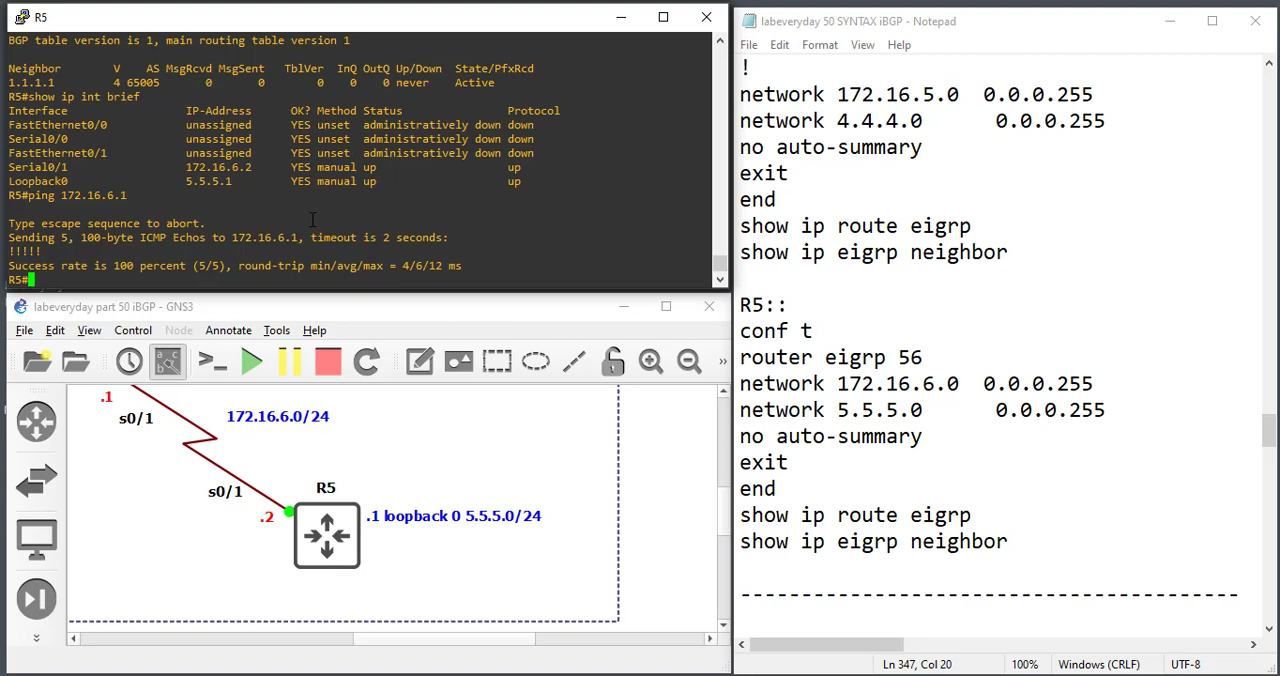 R5
BGP table version is 1, main routing table version 1
Neighbor V AS MsgRcvd MsgSent TblVer InQ OutQ Up/Down State/PfxRcd
1.1.1.1 4 65005 0 0 0 0 0 never Active
R5#show ip int brief
Interface IP-Address OK? Method Status Protocol
FastEthernet0/0 unassigned YES unset administratively down down
Serial0/0 unassigned YES unset administratively down down
FastEthernet0/1 unassigned YES unset administratively down down
Serial0/1 172.16.6.2 YES manual up up
Loopback0 5.5.5.1 YES manual up up
R5#ping 172.16.6.1
Type escape sequence to abort.
Sending 5, 100-byte ICMP Echos to 172.16.6.1, timeout is 2 seconds:
!!!!!
Success rate is 100 percent (5/5), round-trip min/avg/max = 4/6/12 ms
R5#
labeveryday part 50 iBGP - GNS3
File Edit View Control Node Annotate Tools Help
abc
»
.1
s0/1
172.16.6.0/24
R5
s0/1
.2
.1 loopback 0 5.5.5.0/24
labeveryday 50 SYNTAX iBGP - Notepad
File Edit Format View Help
!
network 172.16.5.0 0.0.0.255
network 4.4.4.0 0.0.0.255
no auto-summary
exit
end
show ip route eigrp
show ip eigrp neighbor
R5::
conf t
router eigrp 56
network 172.16.6.0 0.0.0.255
network 5.5.5.0 0.0.0.255
no auto-summary
exit
end
show ip route eigrp
show ip eigrp neighbor
-----------------------------------------
Ln 347, Col 20 100% Windows (CRLF) UTF-8